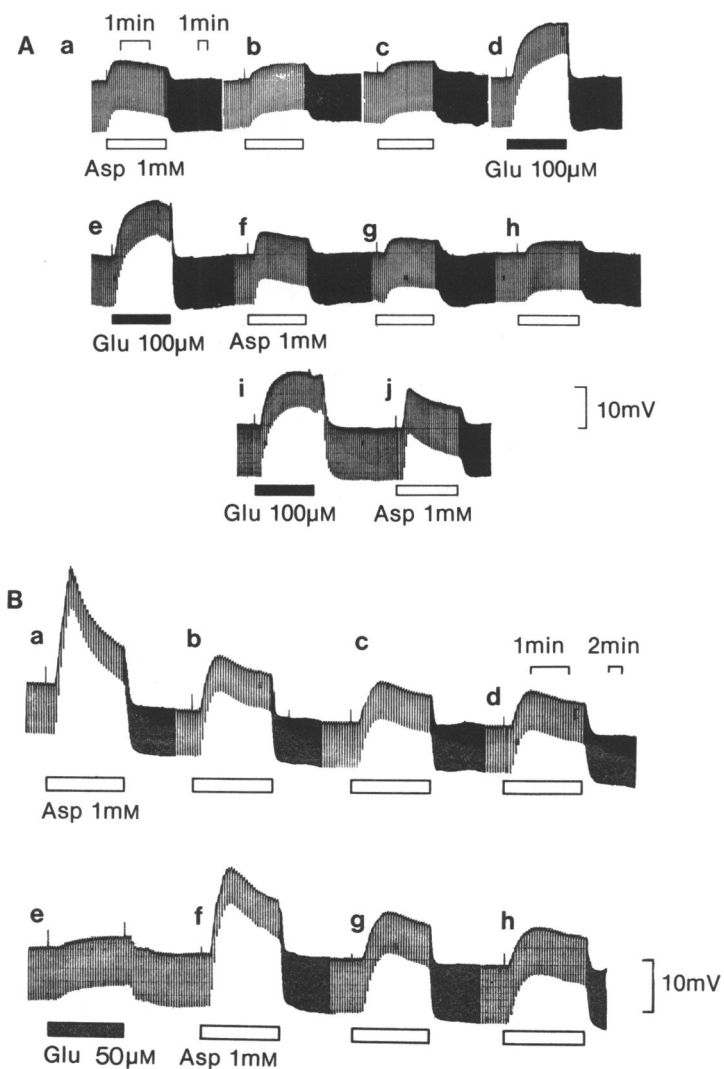 1min 1min
A a b c d
Asp 1mM Glu 100μM
e f g h
Glu 100μM Asp 1mM
i j 10mV
Glu 100μM Asp 1mM
B
a b c d 1min 2min
Asp 1mM
e f g h
10mV
Glu 50μM Asp 1mM